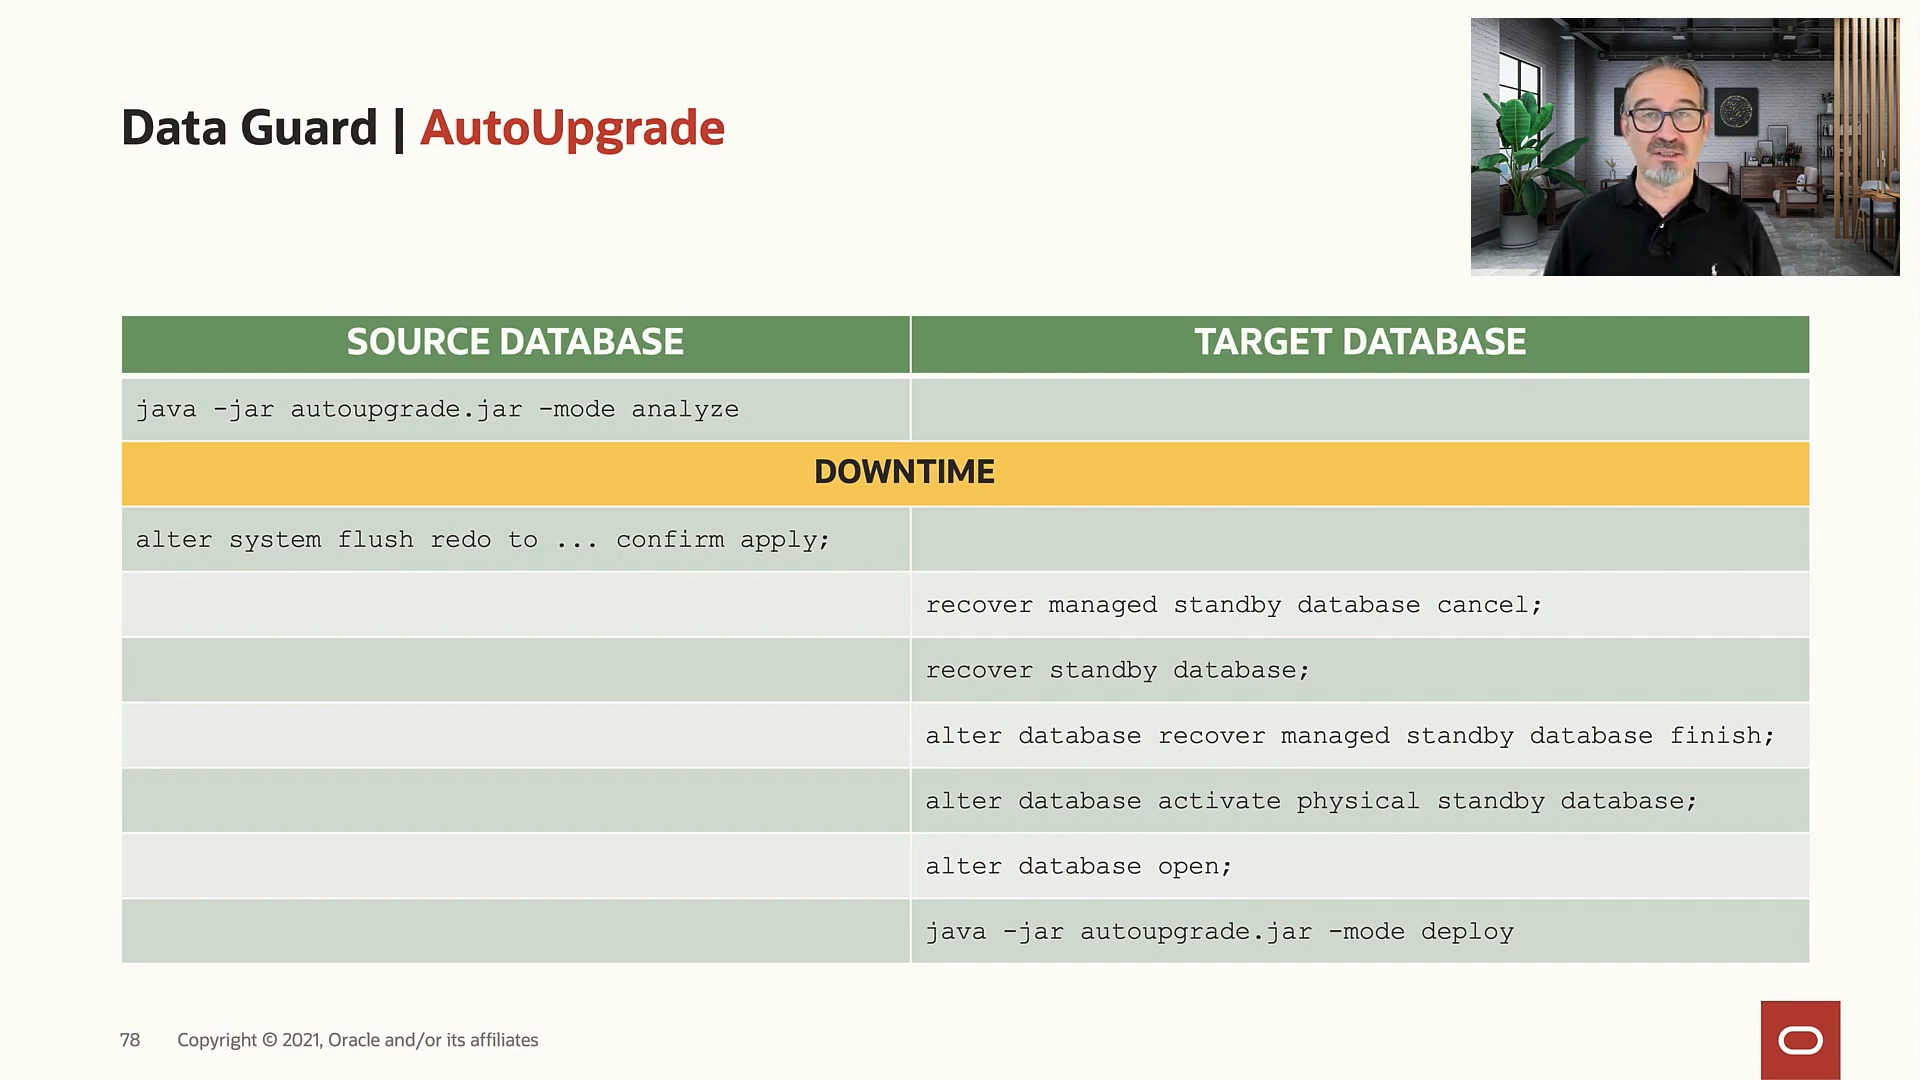 Data Guard | AutoUpgrade
SOURCE DATABASE
TARGET DATABASE
java -jar autoupgrade.jar -mode analyze
DOWNTIME
alter system flush redo to ... confirm apply;
recover managed standby database cancel;
recover standby database;
alter database recover managed standby database finish;
alter database activate physical standby database;
alter database open;
java -jar autoupgrade.jar -mode deploy
78
Copyright © 2021, Oracle and/or its affiliates